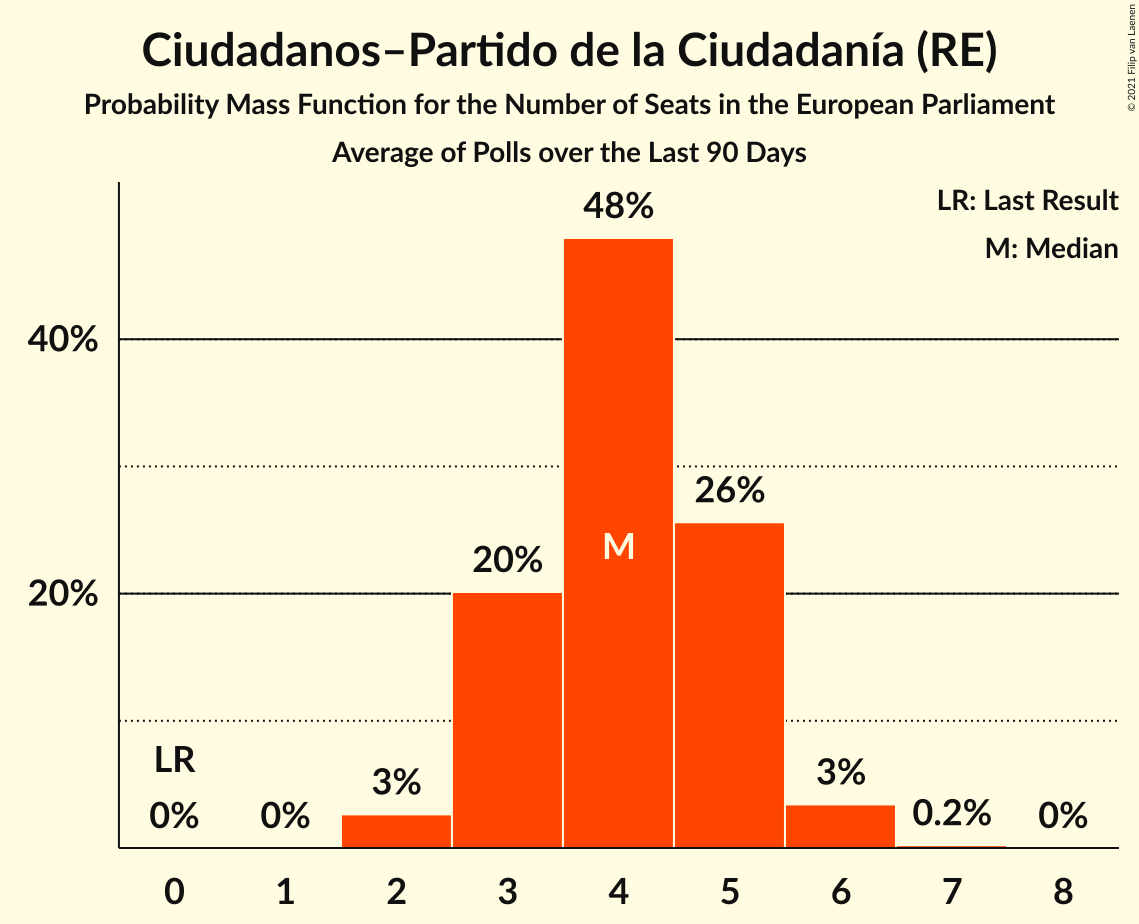 Ciudadanos–Partido de la Ciudadanía (RE)
Probability Mass Function for the Number of Seats in the European Parliament
Average of Polls over the Last 90 Days
© 2021 Filip van Laenen
LR: Last Result
M: Median
40%
20%
LR
0%
0%
3%
20%
48%
M
26%
3%
0.2%
0%
0 1 2 3 4 5 6 7 8